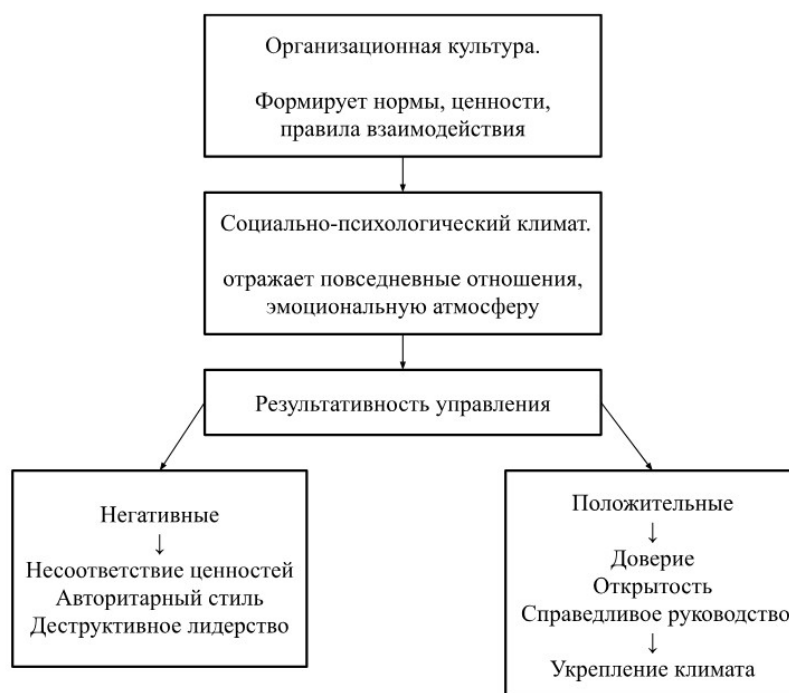 Организационная культура.
Формирует нормы, ценности,
правила взаимодействия
Социально-психологический климат.
отражает повседневные отношения,
эмоциональную атмосферу
Результативность управления
Негативные
↓
Несоответствие ценностей
Авторитарный стиль
Деструктивное лидерство
Положительные
↓
Доверие
Открытость
Справедливое руководство
↓
Укрепление климата